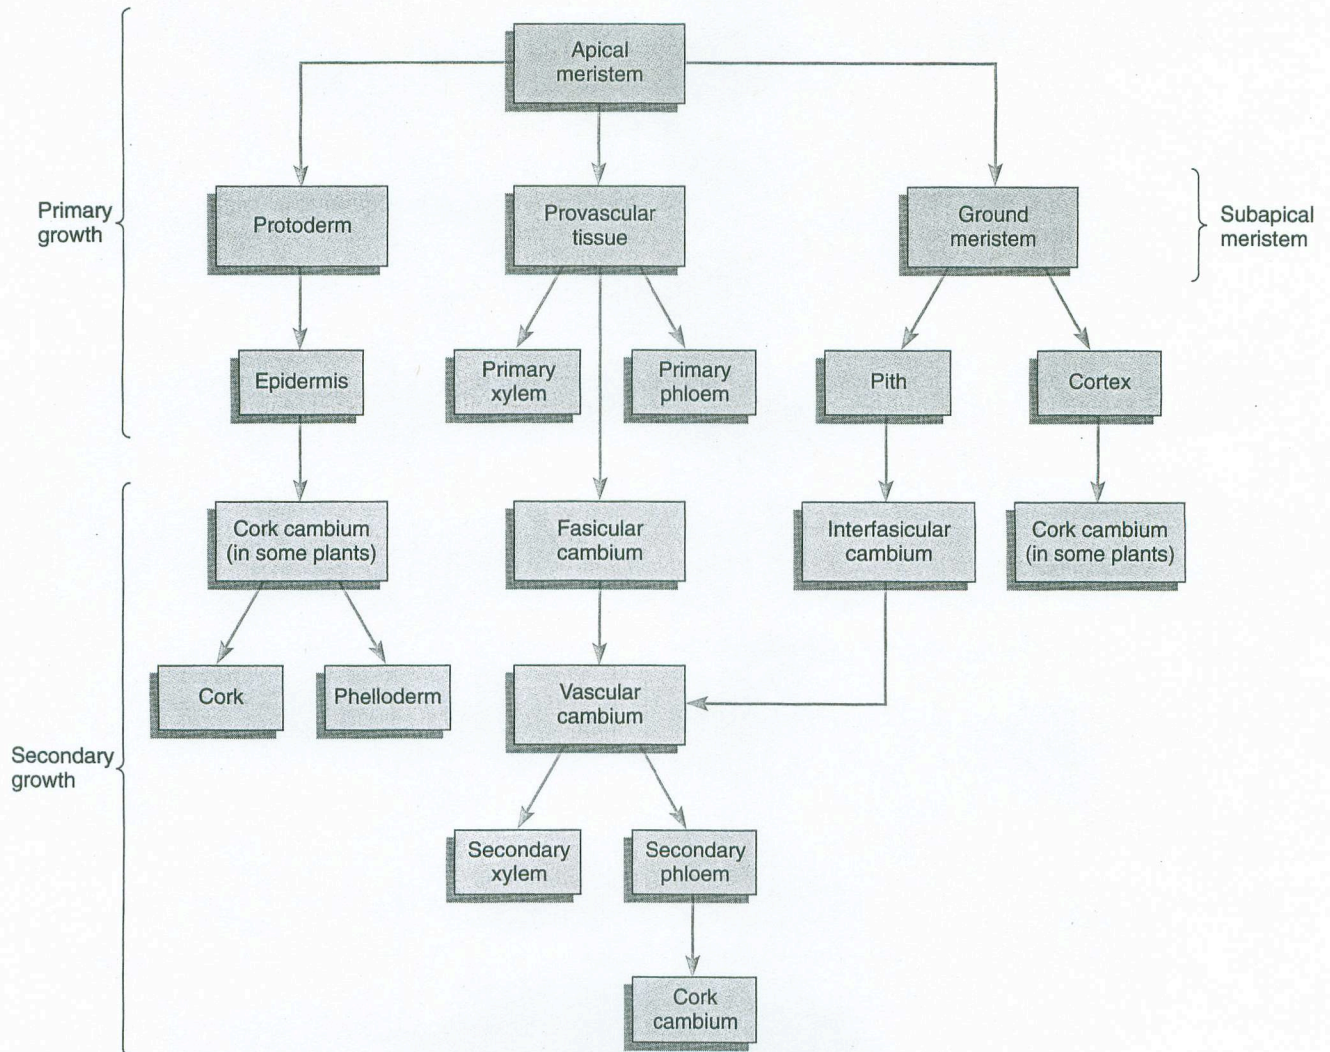 Apical
meristem
Primary
growth
Protoderm
Provascular
tissue
Ground
meristem
Subapical
meristem
Epidermis
Primary
xylem
Primary
phloem
Pith
Cortex
Secondary
growth
Cork cambium
(in some plants)
Fasicular
cambium
Interfasicular
cambium
Cork cambium
(in some plants)
Cork
Phelloderm
Vascular
cambium
Secondary
xylem
Secondary
phloem
Cork
cambium